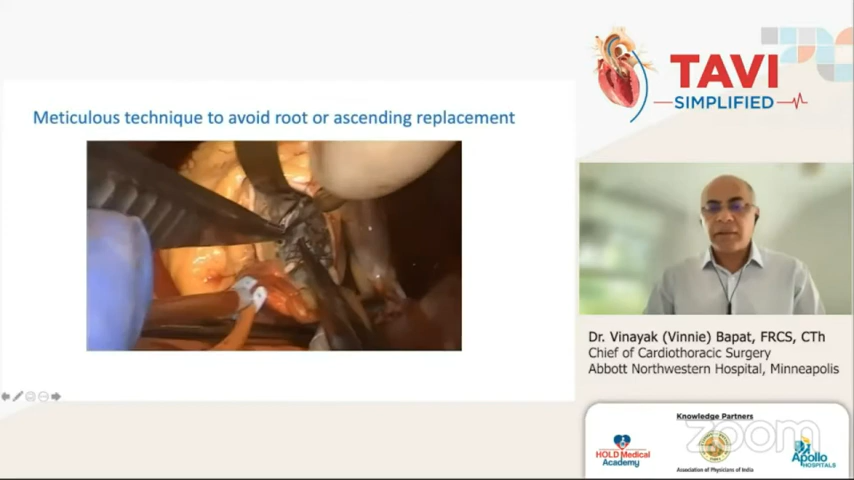 Meticulous technique to avoid root or ascending replacement
TAVI
SIMPLIFIED
Dr. Vinayak (Vinnie) Bapat, FRCS, CTh
Chief of Cardiothoracic Surgery
Abbott Northwestern Hospital, Minneapolis
Knowledge Partners
zoom
HOLD Medical
Academy
Association of Physicians of India
Apollo
HOSPITALS